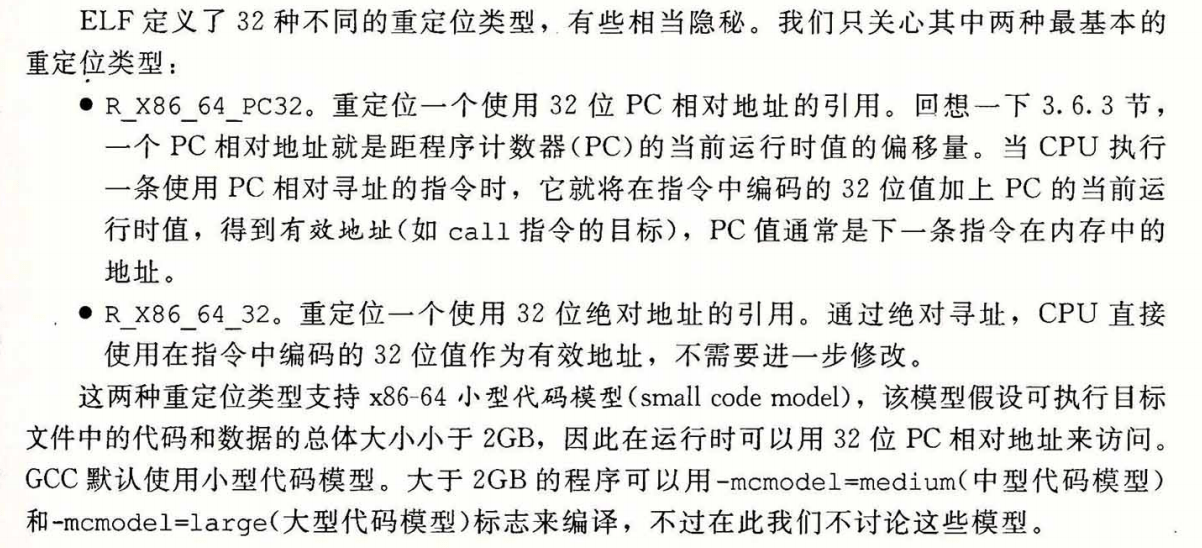 ELF 定义了 32 种不同的重定位类型，有些相当隐秘。我们只关心其中两种最基本的
重定位类型：
● R_X86_64_PC32。重定位一个使用 32 位 PC 相对地址的引用。回想一下 3.6.3 节，
一个 PC 相对地址就是距程序计数器(PC)的当前运行时值的偏移量。当 CPU 执行
一条使用 PC 相对寻址的指令时，它就将在指令中编码的 32 位值加上 PC 的当前运
行时值，得到有效地址(如 call 指令的目标)，PC 值通常是下一条指令在内存中的
地址。
● R_X86_64_32。重定位一个使用 32 位绝对地址的引用。通过绝对寻址，CPU 直接
使用在指令中编码的 32 位值作为有效地址，不需要进一步修改。
这两种重定位类型支持 x86-64 小型代码模型(small code model)，该模型假设可执行目标
文件中的代码和数据的总体大小小于 2GB，因此在运行时可以用 32 位 PC 相对地址来访问。
GCC 默认使用小型代码模型。大于 2GB 的程序可以用-mcmodel=medium(中型代码模型)
和-mcmodel=large(大型代码模型)标志来编译，不过在此我们不讨论这些模型。